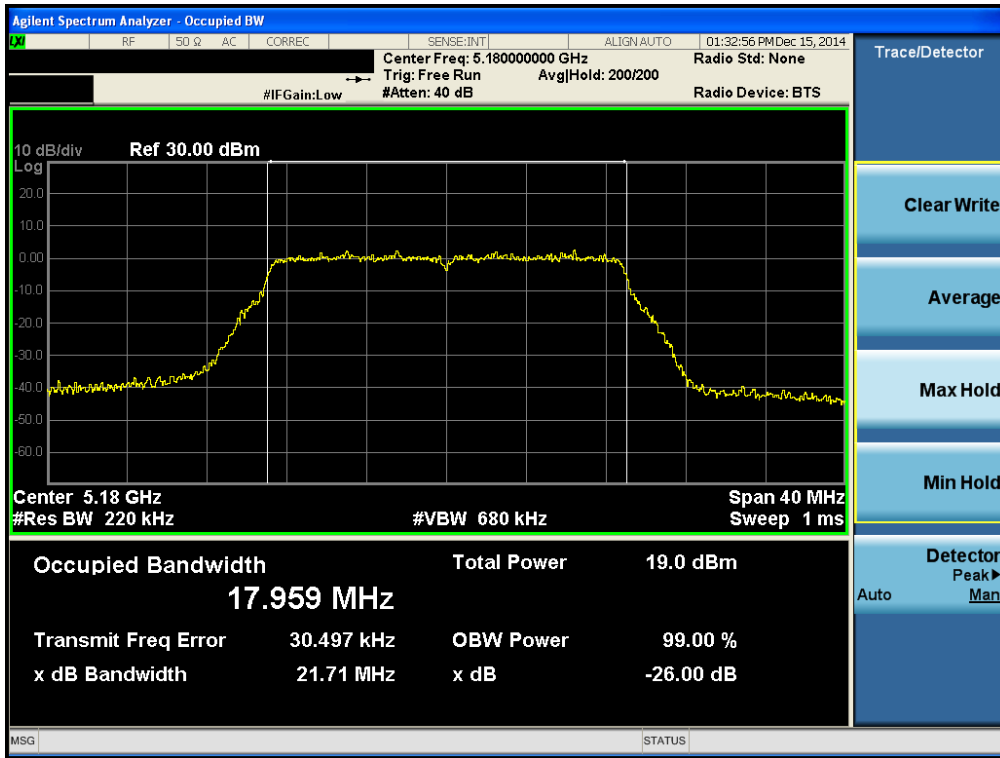 Agilent Spectrum Analyzer - Occupied BW
LXI RF 50 Ω AC CORREC SENSE:INT ALIGN AUTO 01:32:56 PM Dec 15, 2014
Center Freq: 5.180000000 GHz Radio Std: None
Trig: Free Run Avg|Hold: 200/200
#IFGain:Low #Atten: 40 dB Radio Device: BTS
10 dB/div Ref 30.00 dBm
Log
20.0
10.0
0.00
-10.0
-20.0
-30.0
-40.0
-50.0
-60.0
Center 5.18 GHz Span 40 MHz
#Res BW 220 kHz #VBW 680 kHz Sweep 1 ms
Occupied Bandwidth Total Power 19.0 dBm
17.959 MHz
Transmit Freq Error 30.497 kHz OBW Power 99.00 %
x dB Bandwidth 21.71 MHz x dB -26.00 dB
MSG STATUS
Trace/Detector
Clear Write
Average
Max Hold
Min Hold
Detector
Peak▶
Auto Man